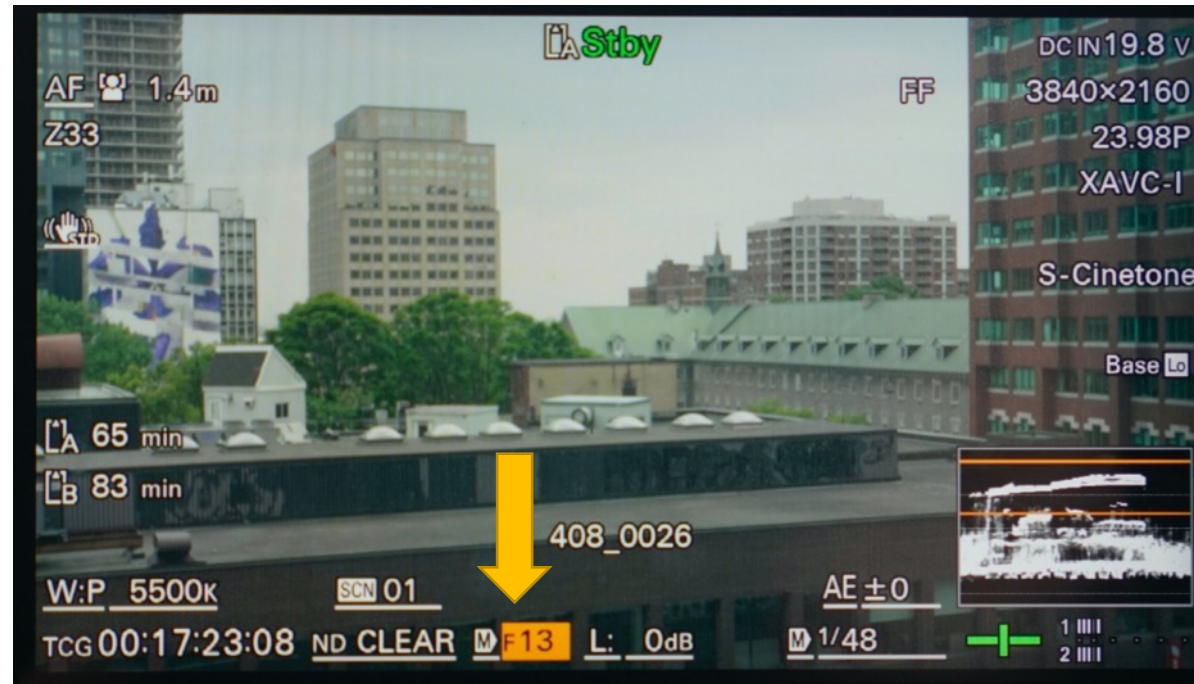 A Stby
DC IN 19.8 V
AF 1.4m
FF
3840×2160
Z33
23.98P
XAVC-I
STD
S-Cinetone
Base Lo
A 65 min
B 83 min
408_0026
W:P 5500K
SCN 01
AE ±0
TCG 00:17:23:08
ND CLEAR
M F13
L: 0dB
M 1/48
1
2